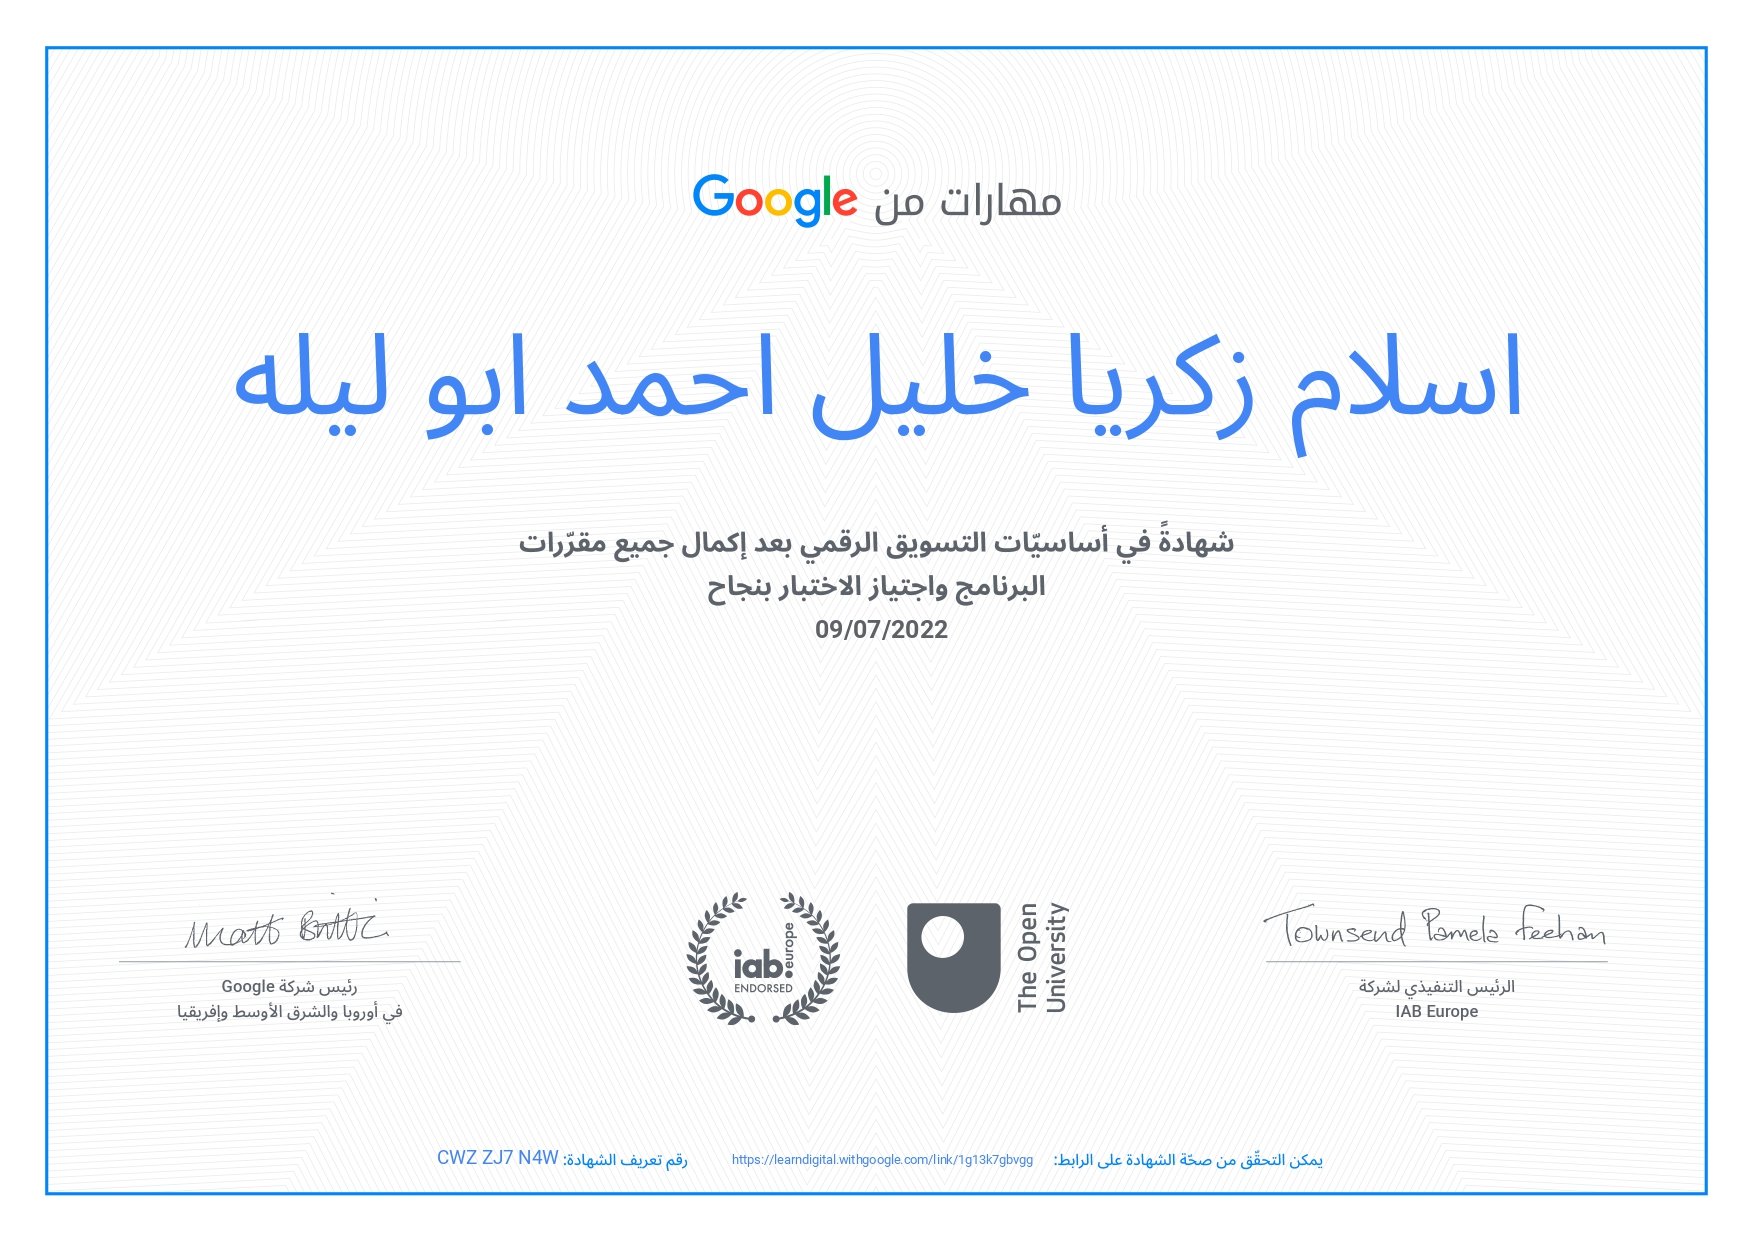 مهارات من Google
اسلام زكريا خليل احمد ابو ليله
شهادةً في أساسيّات التسويق الرقمي بعد إكمال جميع مقرّرات
البرنامج واجتياز الاختبار بنجاح
09/07/2022
Townsend Pamela Feehan
الرئيس التنفيذي لشركة
IAB Europe
The Open
University
iab europe
ENDORSED
Matt Brittin
رئيس شركة Google
في أوروبا والشرق الأوسط وإفريقيا
يمكن التحقّق من صحّة الشهادة على الرابط: https://learndigital.withgoogle.com/link/1g13k7gbvgg
رقم تعريف الشهادة: CWZ ZJ7 N4W